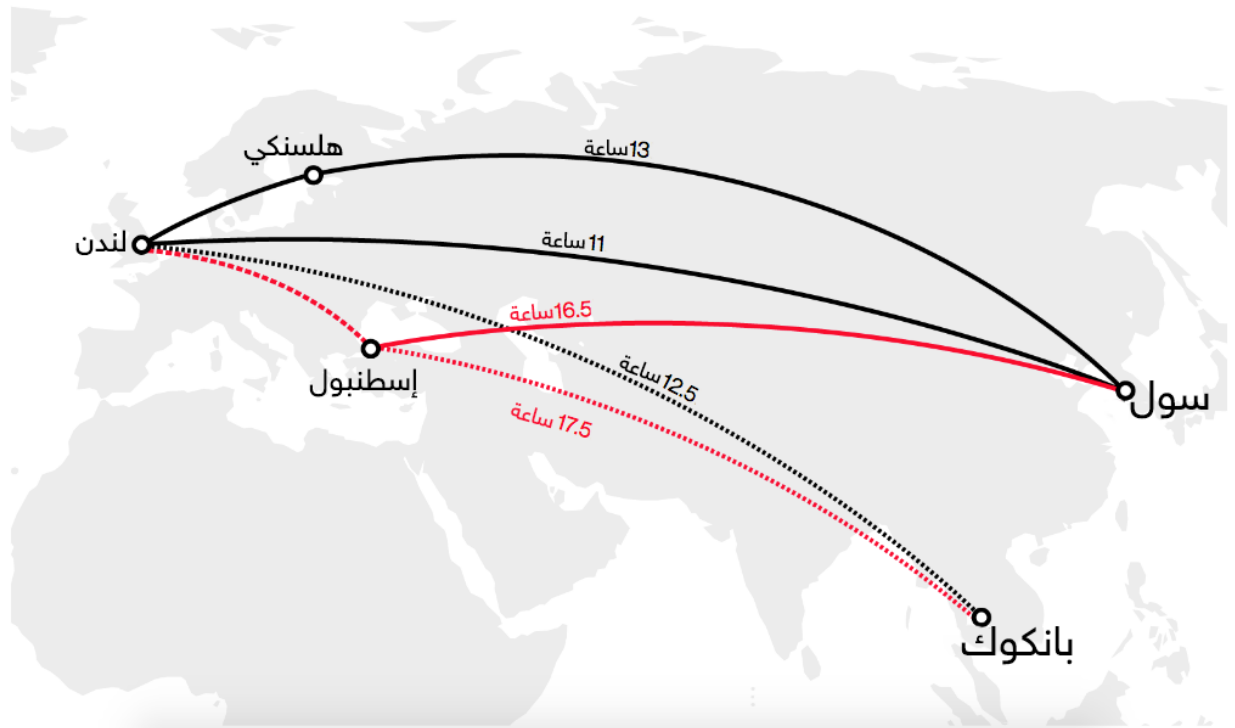 هلسنكي
13ساعة
لندن
11ساعة
16.5ساعة
إسطنبول
12.5ساعة
17.5 ساعة
سول
بانكوك